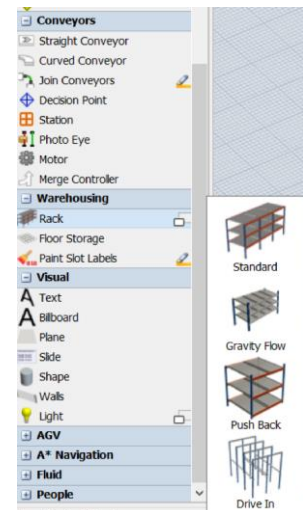 Conveyors
Straight Conveyor
Curved Conveyor
Join Conveyors
Decision Point
Station
Photo Eye
Motor
Merge Controller
Warehousing
Rack
Floor Storage
Paint Slot Labels
Visual
A Text
A Billboard
Plane
Slide
Shape
Walls
Light
AGV
A* Navigation
Fluid
People
Standard
Gravity Flow
Push Back
Drive In